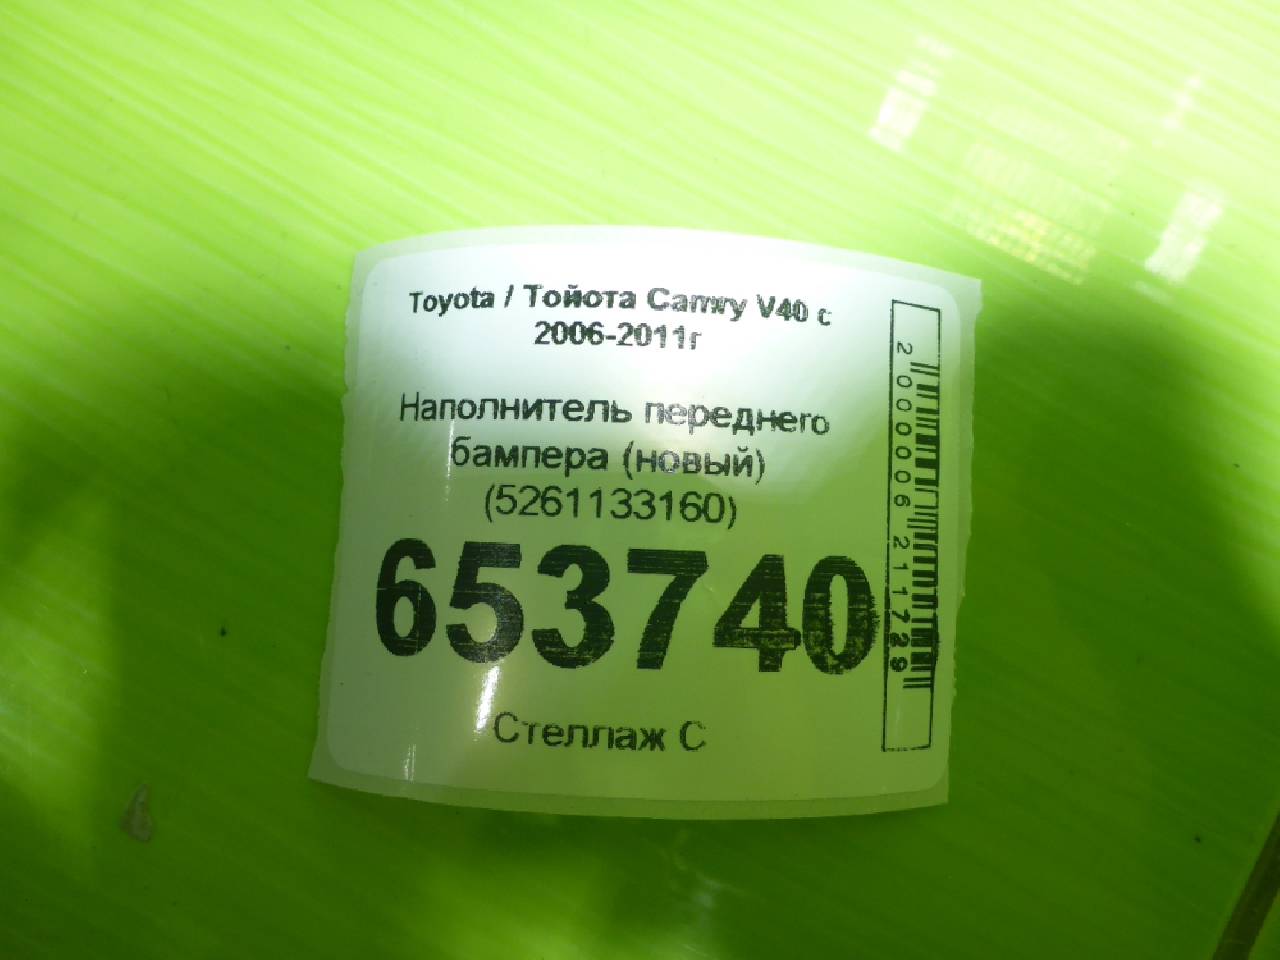 Toyota / Тойота Camry V40 с
2006-2011г
Наполнитель переднего
бампера (новый)
(5261133160)
653740
Стеллаж С
2000006211729